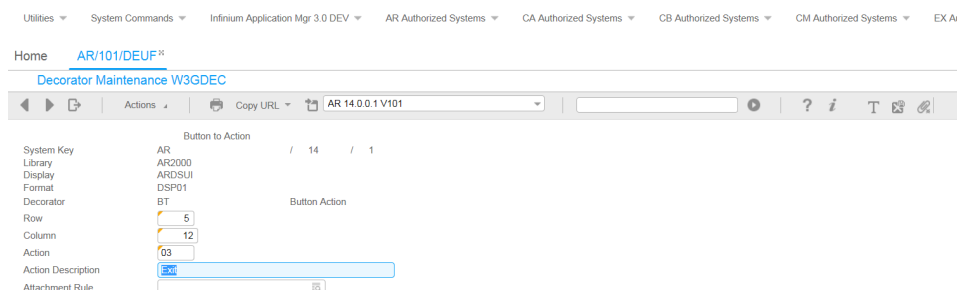 Utilities System Commands Infinium Application Mgr 3.0 DEV AR Authorized Systems CA Authorized Systems CB Authorized Systems CM Authorized Systems
Home AR/101/DEUF
Decorator Maintenance W3GDEC
Actions Copy URL AR 14.0.0.1 V101 ? i T
Button to Action
System Key AR / 14 / 1
Library AR2000
Display ARDSUI
Format DSP01
Decorator BT Button Action
Row 5
Column 12
Action 03
Action Description Exit
Attachment Rule